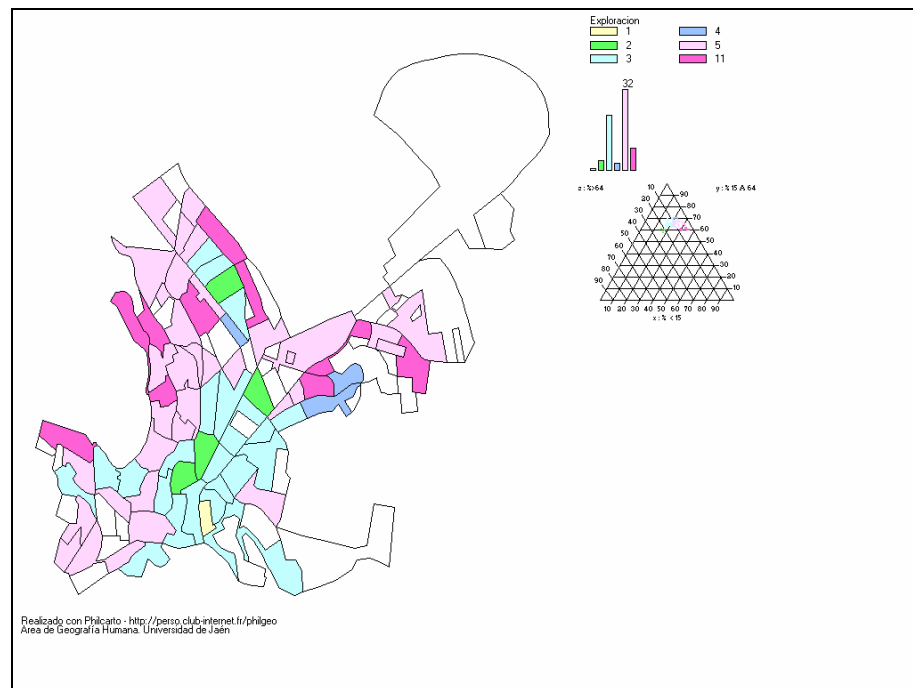 Exploracion
1 4
2 5
3 11
32
z : %>64 y : % 15 A 64
10 90
20 80
30 70
40 60
50 50
60 40
70 30
80 20
90 10
10 20 30 40 50 60 70 80 90
x : % < 15
Realizado con Philcarto - http://perso.club-internet.fr/philgeo
Area de Geografía Humana. Universidad de Jaén